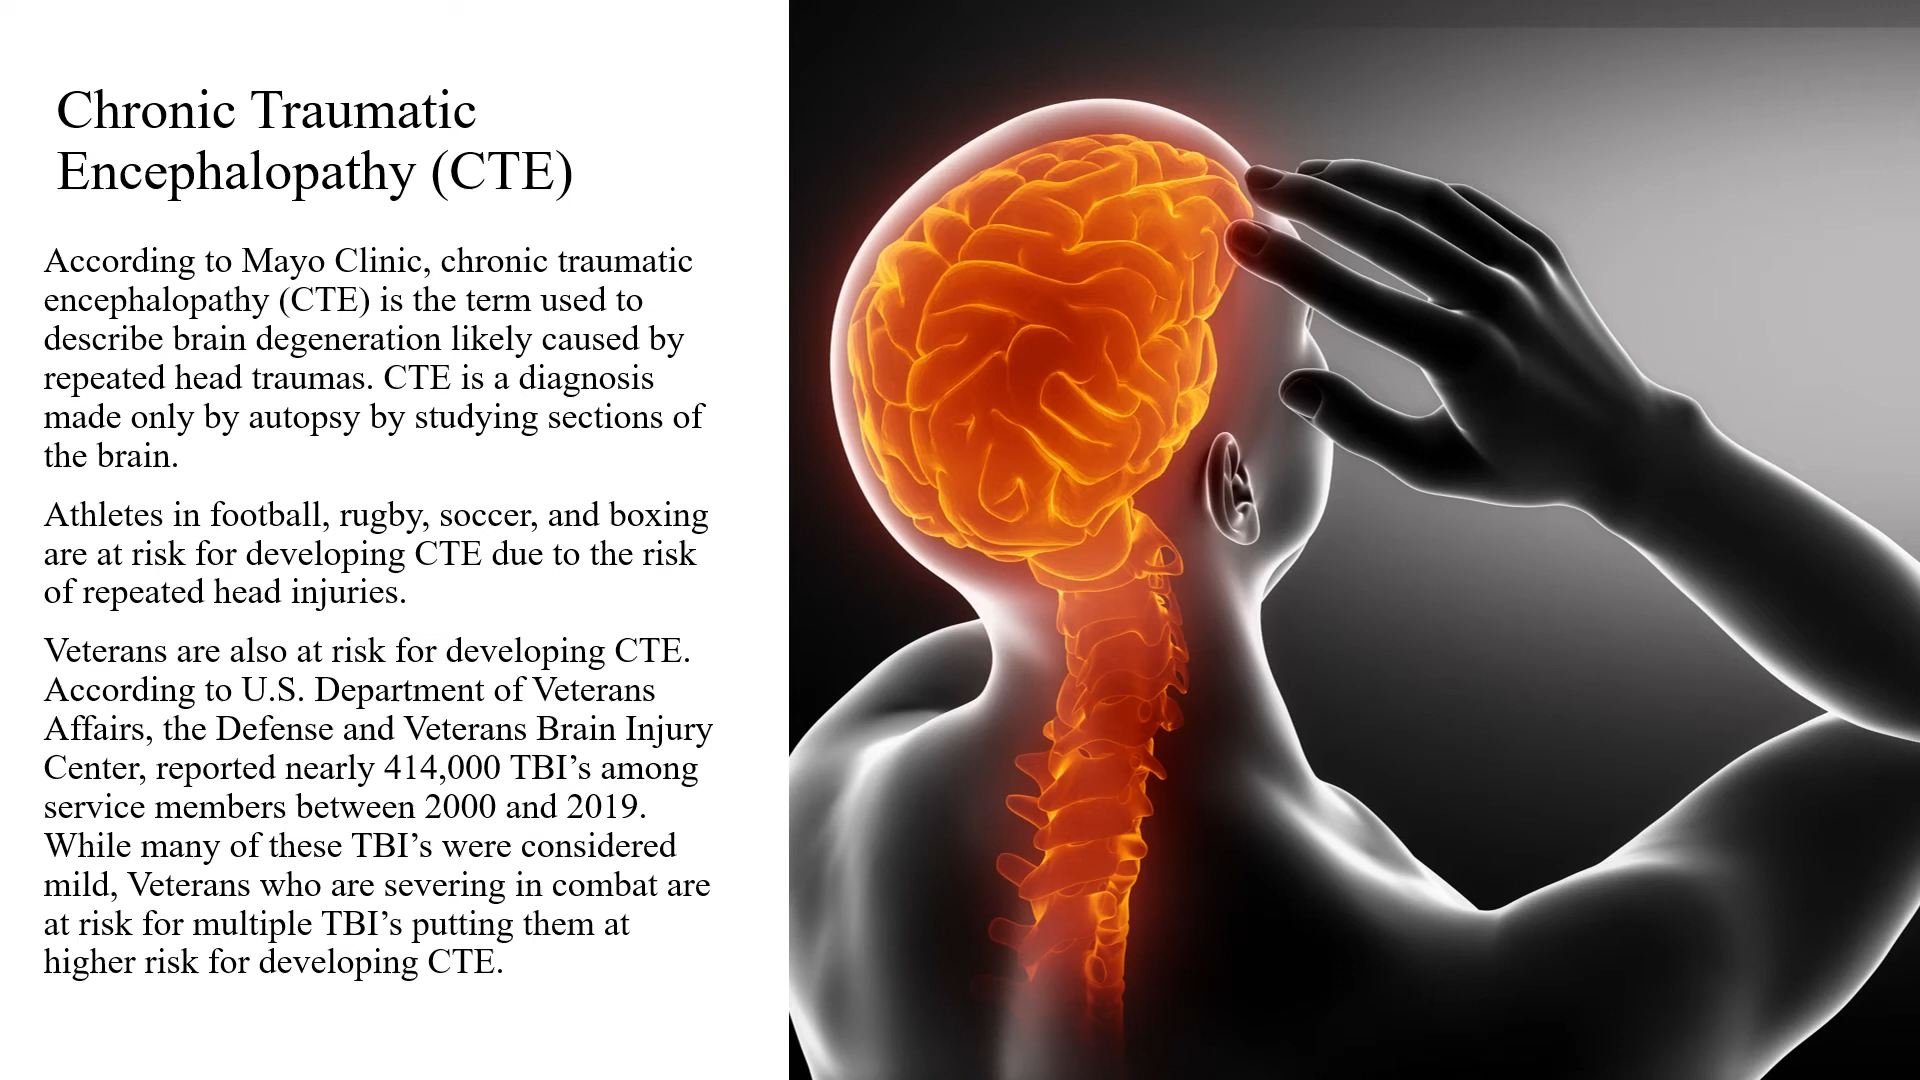 Chronic Traumatic
Encephalopathy (CTE)
According to Mayo Clinic, chronic traumatic
encephalopathy (CTE) is the term used to
describe brain degeneration likely caused by
repeated head traumas. CTE is a diagnosis
made only by autopsy by studying sections of
the brain.
Athletes in football, rugby, soccer, and boxing
are at risk for developing CTE due to the risk
of repeated head injuries.
Veterans are also at risk for developing CTE.
According to U.S. Department of Veterans
Affairs, the Defense and Veterans Brain Injury
Center, reported nearly 414,000 TBI’s among
service members between 2000 and 2019.
While many of these TBI’s were considered
mild, Veterans who are severing in combat are
at risk for multiple TBI’s putting them at
higher risk for developing CTE.